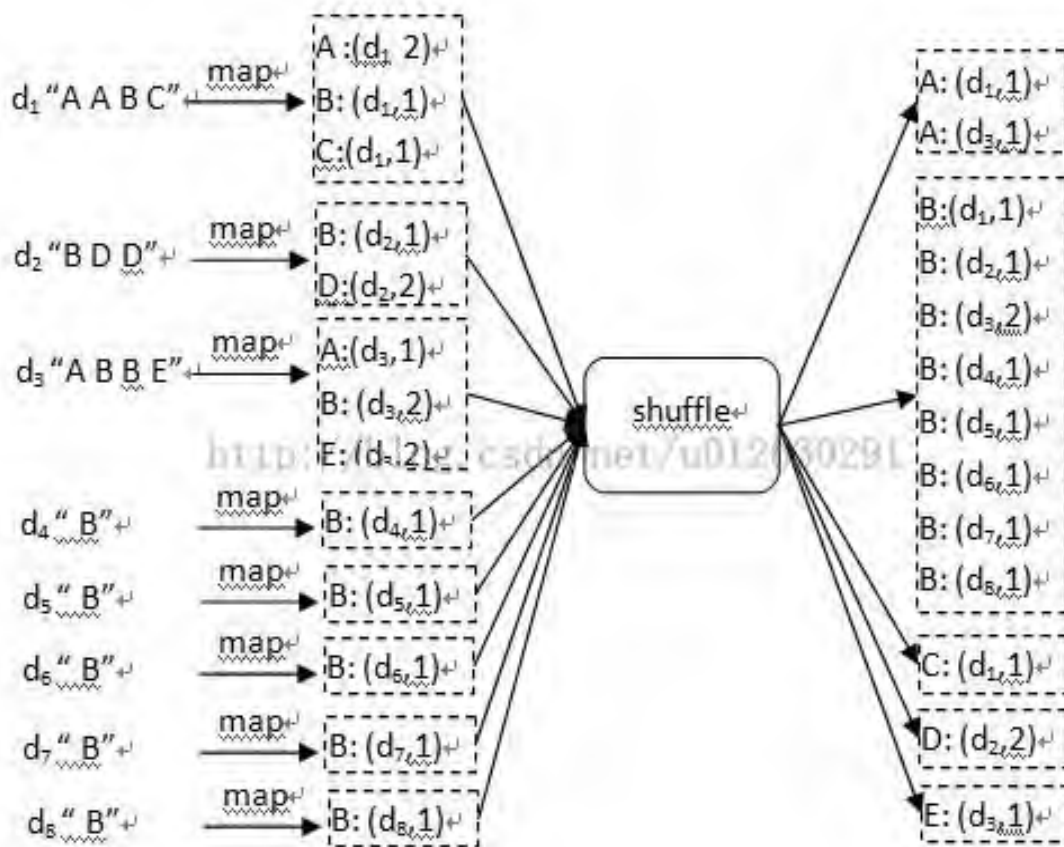 d₁ “A A B C”↵
map↵
A :(d₁ 2)↵
B: (d₁,1)↵
C:(d₁,1)↵
d₂ “B D D”↵
map↵
B: (d₂,1)↵
D:(d₂,2)↵
d₃ “A B B E”↵
map↵
A:(d₃,1)↵
B: (d₃,2)↵
E: (d₃,2)↵
d₄ “ B”↵
map↵
B: (d₄,1)↵
d₅ “ B”↵
map↵
B: (d₅,1)↵
d₆ “ B”↵
map↵
B: (d₆,1)↵
d₇ “ B”↵
map↵
B: (d₇,1)↵
d₈ “ B”↵
map↵
B: (d₈,1)↵
shuffle↵
A: (d₁,1)↵
A: (d₃,1)↵
B:(d₁,1)↵
B: (d₂,1)↵
B: (d₃,2)↵
B: (d₄,1)↵
B: (d₅,1)↵
B: (d₆,1)↵
B: (d₇,1)↵
B: (d₈,1)↵
C: (d₁,1)↵
D: (d₂,2)↵
E: (d₃,1)↵